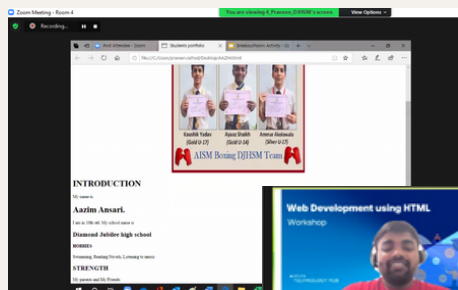 Zoom Meeting - Room 4
You are viewing 4_Praveen_DJHSM's screen
View Options
Recording...
Students portfolio
Kaushik Yadav
(Gold U-17)
Ayaaz Shaikh
(Gold U-14)
(Silver U-17)
AISM Boxing DJHSM Team
INTRODUCTION
My name is
Aazim Ansari.
I am in 10th std. My school name is
Diamond Jubilee high school
HOBBIES
Swimming, Reading Novels, Listening to music
STRENGTH
My parents and My Friends
Web Development using HTML
Workshop
TECHNOLOGY HUB